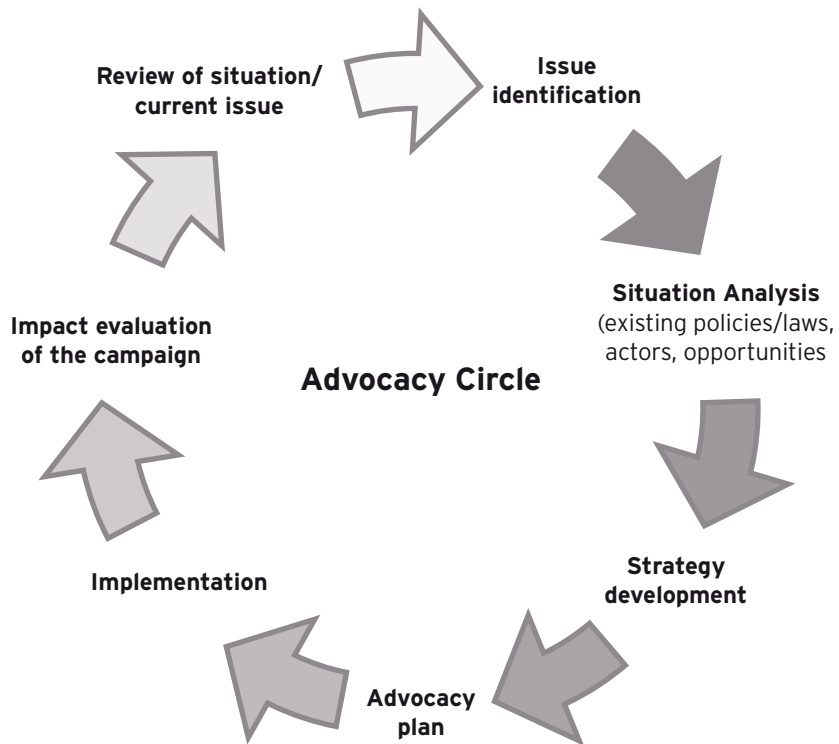 Review of situation/
current issue
Issue
identification
Situation Analysis
(existing policies/laws,
actors, opportunities
Impact evaluation
of the campaign
Advocacy Circle
Strategy
development
Implementation
Advocacy
plan